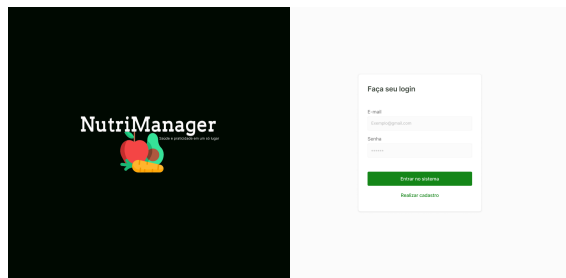 NutriManager
Saúde e praticidade em um só lugar
Faça seu login
E-mail
Senha
••••••
Entrar no sistema
Realizar cadastro